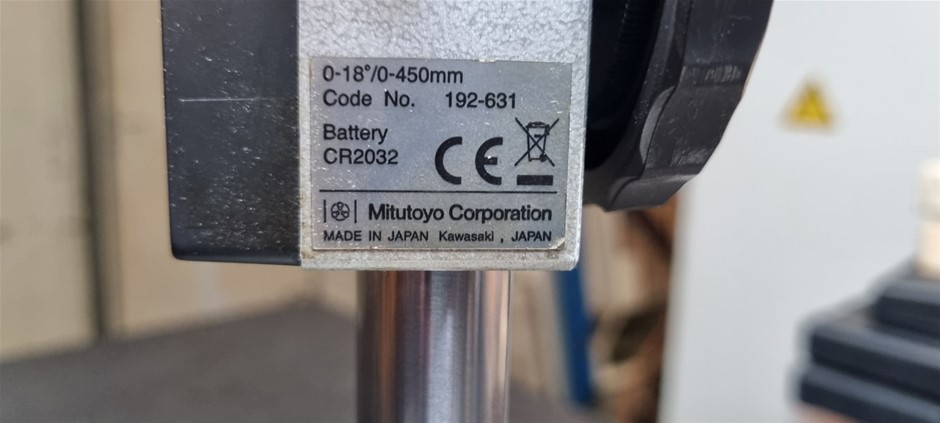 0-18"/0-450mm
Code No. 192-631
Battery
CR2032
CE
Mitutoyo Corporation
MADE IN JAPAN Kawasaki , JAPAN